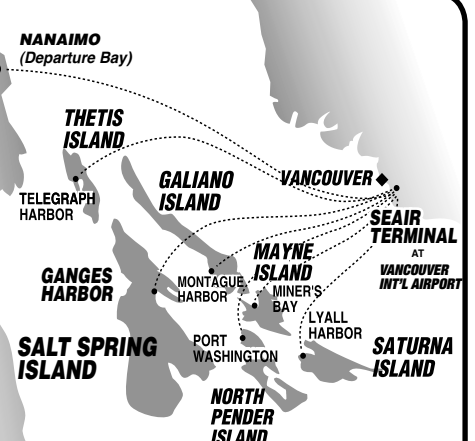 NANAIMO
(Departure Bay)
THETIS
ISLAND
TELEGRAPH
HARBOR
GALIANO
ISLAND
VANCOUVER
SEAIR
TERMINAL
AT
VANCOUVER
INT'L AIRPORT
GANGES
HARBOR
MONTAGUE
HARBOR
MAYNE
ISLAND
MINER'S
BAY
LYALL
HARBOR
SALT SPRING
ISLAND
PORT
WASHINGTON
SATURNA
ISLAND
NORTH
PENDER
ISLAND